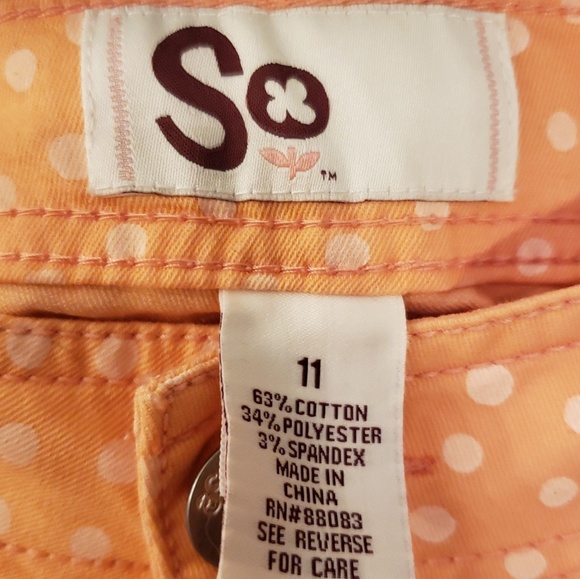 So
™
11
63% COTTON
34% POLYESTER
3% SPANDEX
MADE IN
CHINA
RN#88083
SEE REVERSE
FOR CARE